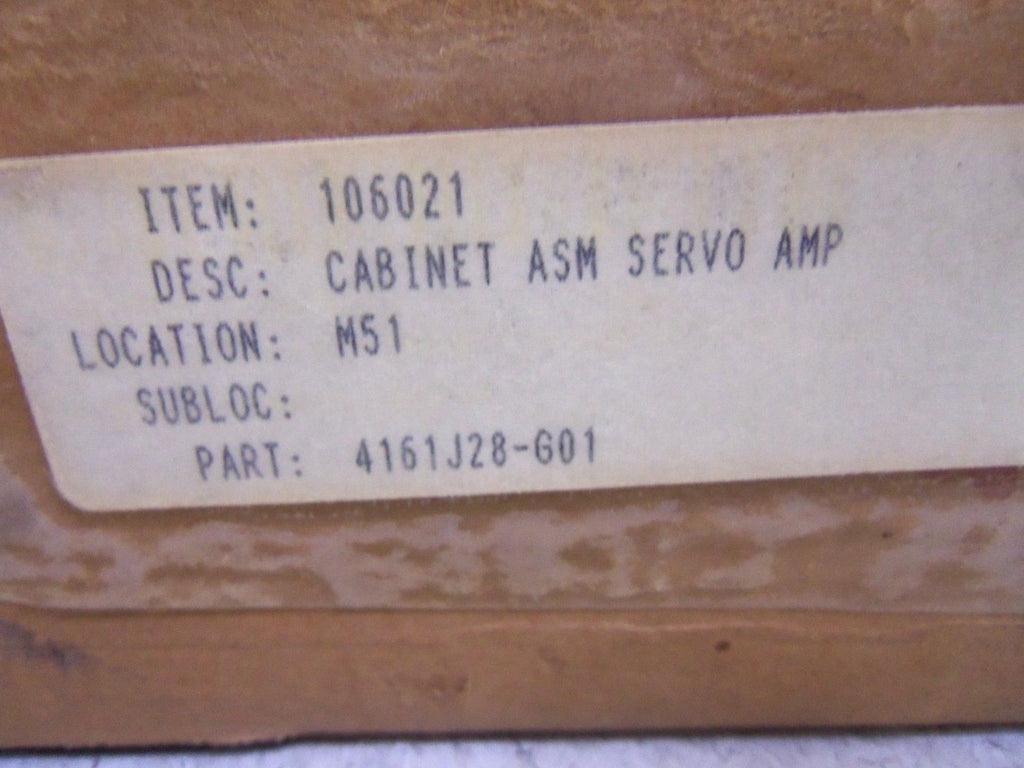 ITEM: 106021
DESC: CABINET ASM SERVO AMP
LOCATION: M51
SUBLOC:
PART: 4161J28-G01